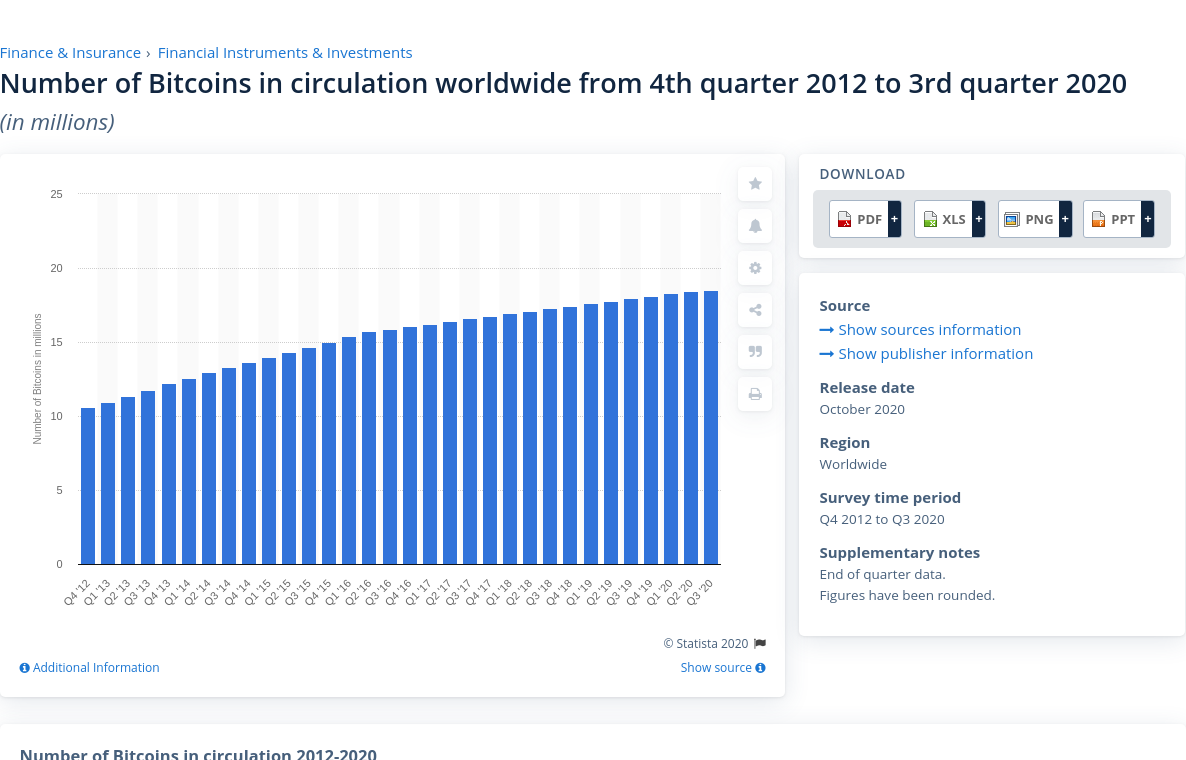 Finance & Insurance › Financial Instruments & Investments
Number of Bitcoins in circulation worldwide from 4th quarter 2012 to 3rd quarter 2020
(in millions)
25
20
15
10
5
0
Number of Bitcoins in millions
Q4 '12 Q1 '13 Q2 '13 Q3 '13 Q4 '13 Q1 '14 Q2 '14 Q3 '14 Q4 '14 Q1 '15 Q2 '15 Q3 '15 Q4 '15 Q1 '16 Q2 '16 Q3 '16 Q4 '16 Q1 '17 Q2 '17 Q3 '17 Q4 '17 Q1 '18 Q2 '18 Q3 '18 Q4 '18 Q1 '19 Q2 '19 Q3 '19 Q4 '19 Q1 '20 Q2 '20 Q3 '20
© Statista 2020
Additional Information
Show source
DOWNLOAD
PDF + XLS + PNG + PPT +
Source
Show sources information
Show publisher information
Release date
October 2020
Region
Worldwide
Survey time period
Q4 2012 to Q3 2020
Supplementary notes
End of quarter data.
Figures have been rounded.
Number of Bitcoins in circulation 2012-2020